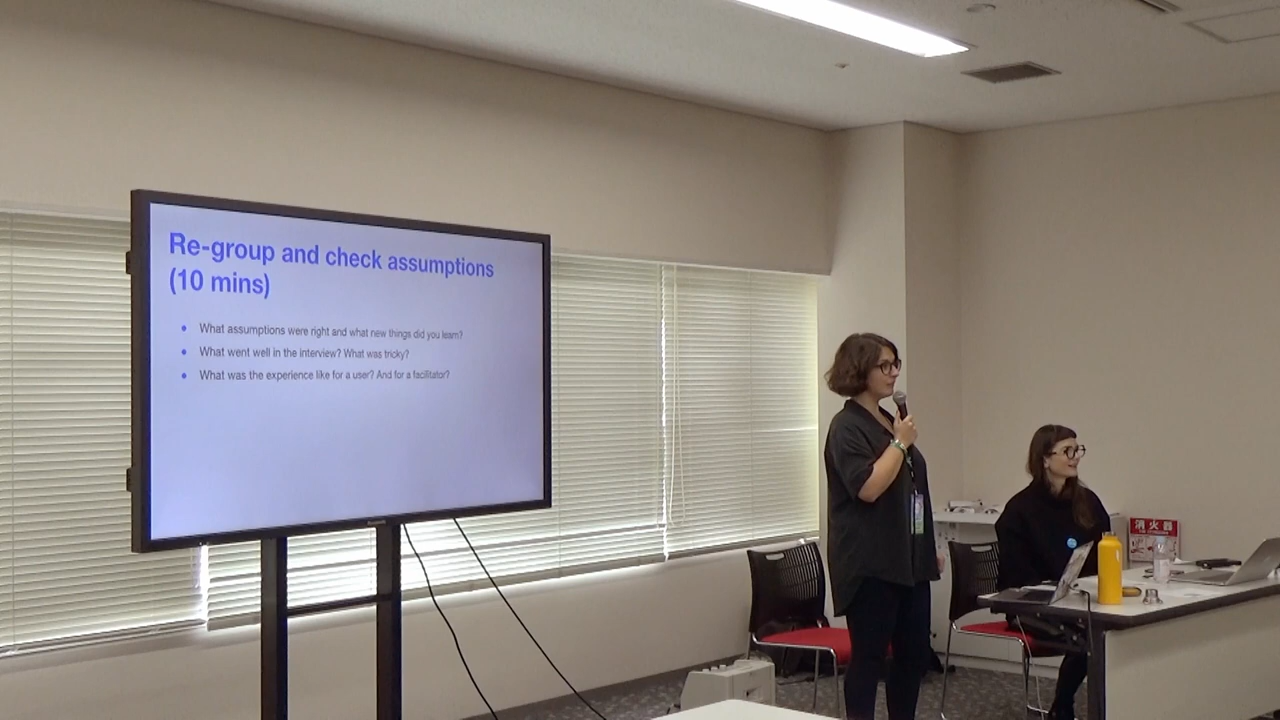 Re-group and check assumptions
(10 mins)
What assumptions were right and what new things did you learn?
What went well in the interview? What was tricky?
What was the experience like for a user? And for a facilitator?
消火器